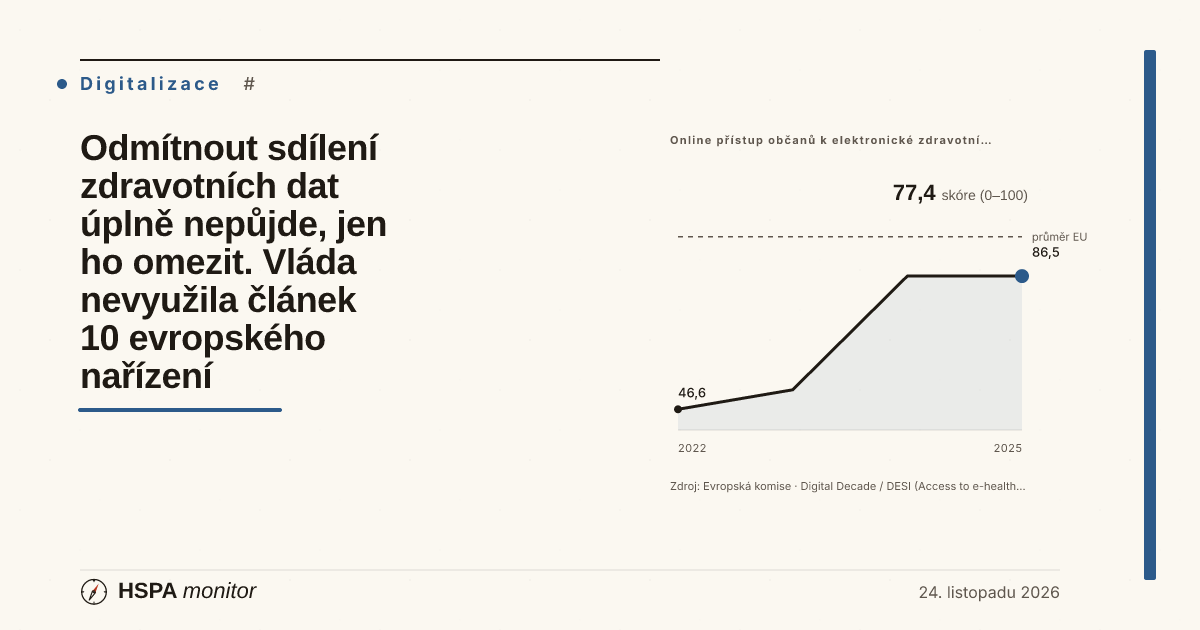 Digitalizace #
Odmítnout sdílení
zdravotních dat
úplně nepůjde, jen
ho omezit. Vláda
nevyužila článek
10 evropského
nařízení
Online přístup občanů k elektronické zdravotní…
77,4 skóre (0–100)
průměr EU
86,5
46,6
2022 2025
Zdroj: Evropská komise · Digital Decade / DESI (Access to e-health…
HSPA monitor
24. listopadu 2026